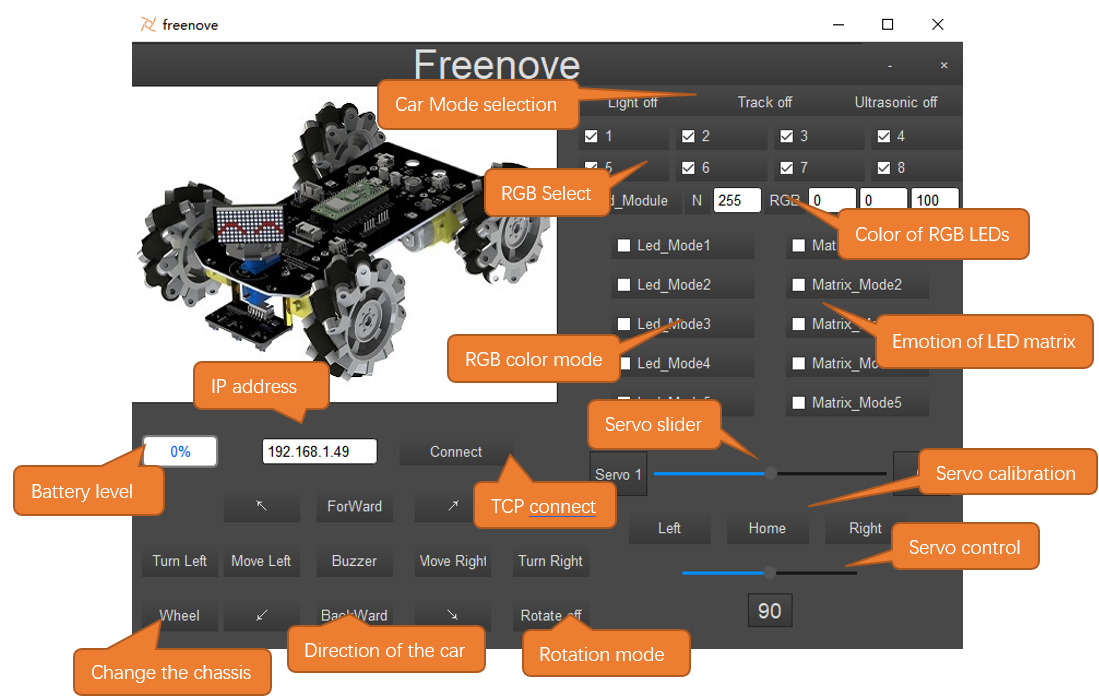 freenove
Freenove
- ×
Car Mode selection
Light off Track off Ultrasonic off
1 2 3 4
5 6 7 8
RGB Select
_Module N 255 RGB 0 0 100
Color of RGB LEDs
Led_Mode1
Led_Mode2 Matrix_Mode2
Led_Mode3
Emotion of LED matrix
RGB color mode
Led_Mode4
Matrix_Mode5
IP address
Servo slider
0% 192.168.1.49 Connect
Servo 1
Servo calibration
Battery level
TCP connect
↖ ForWard ↗
Left Home Right
Servo control
Turn Left Move Left Buzzer Move Right Turn Right
90
Wheel ↙ BackWard ↘ Rotate off
Direction of the car
Rotation mode
Change the chassis